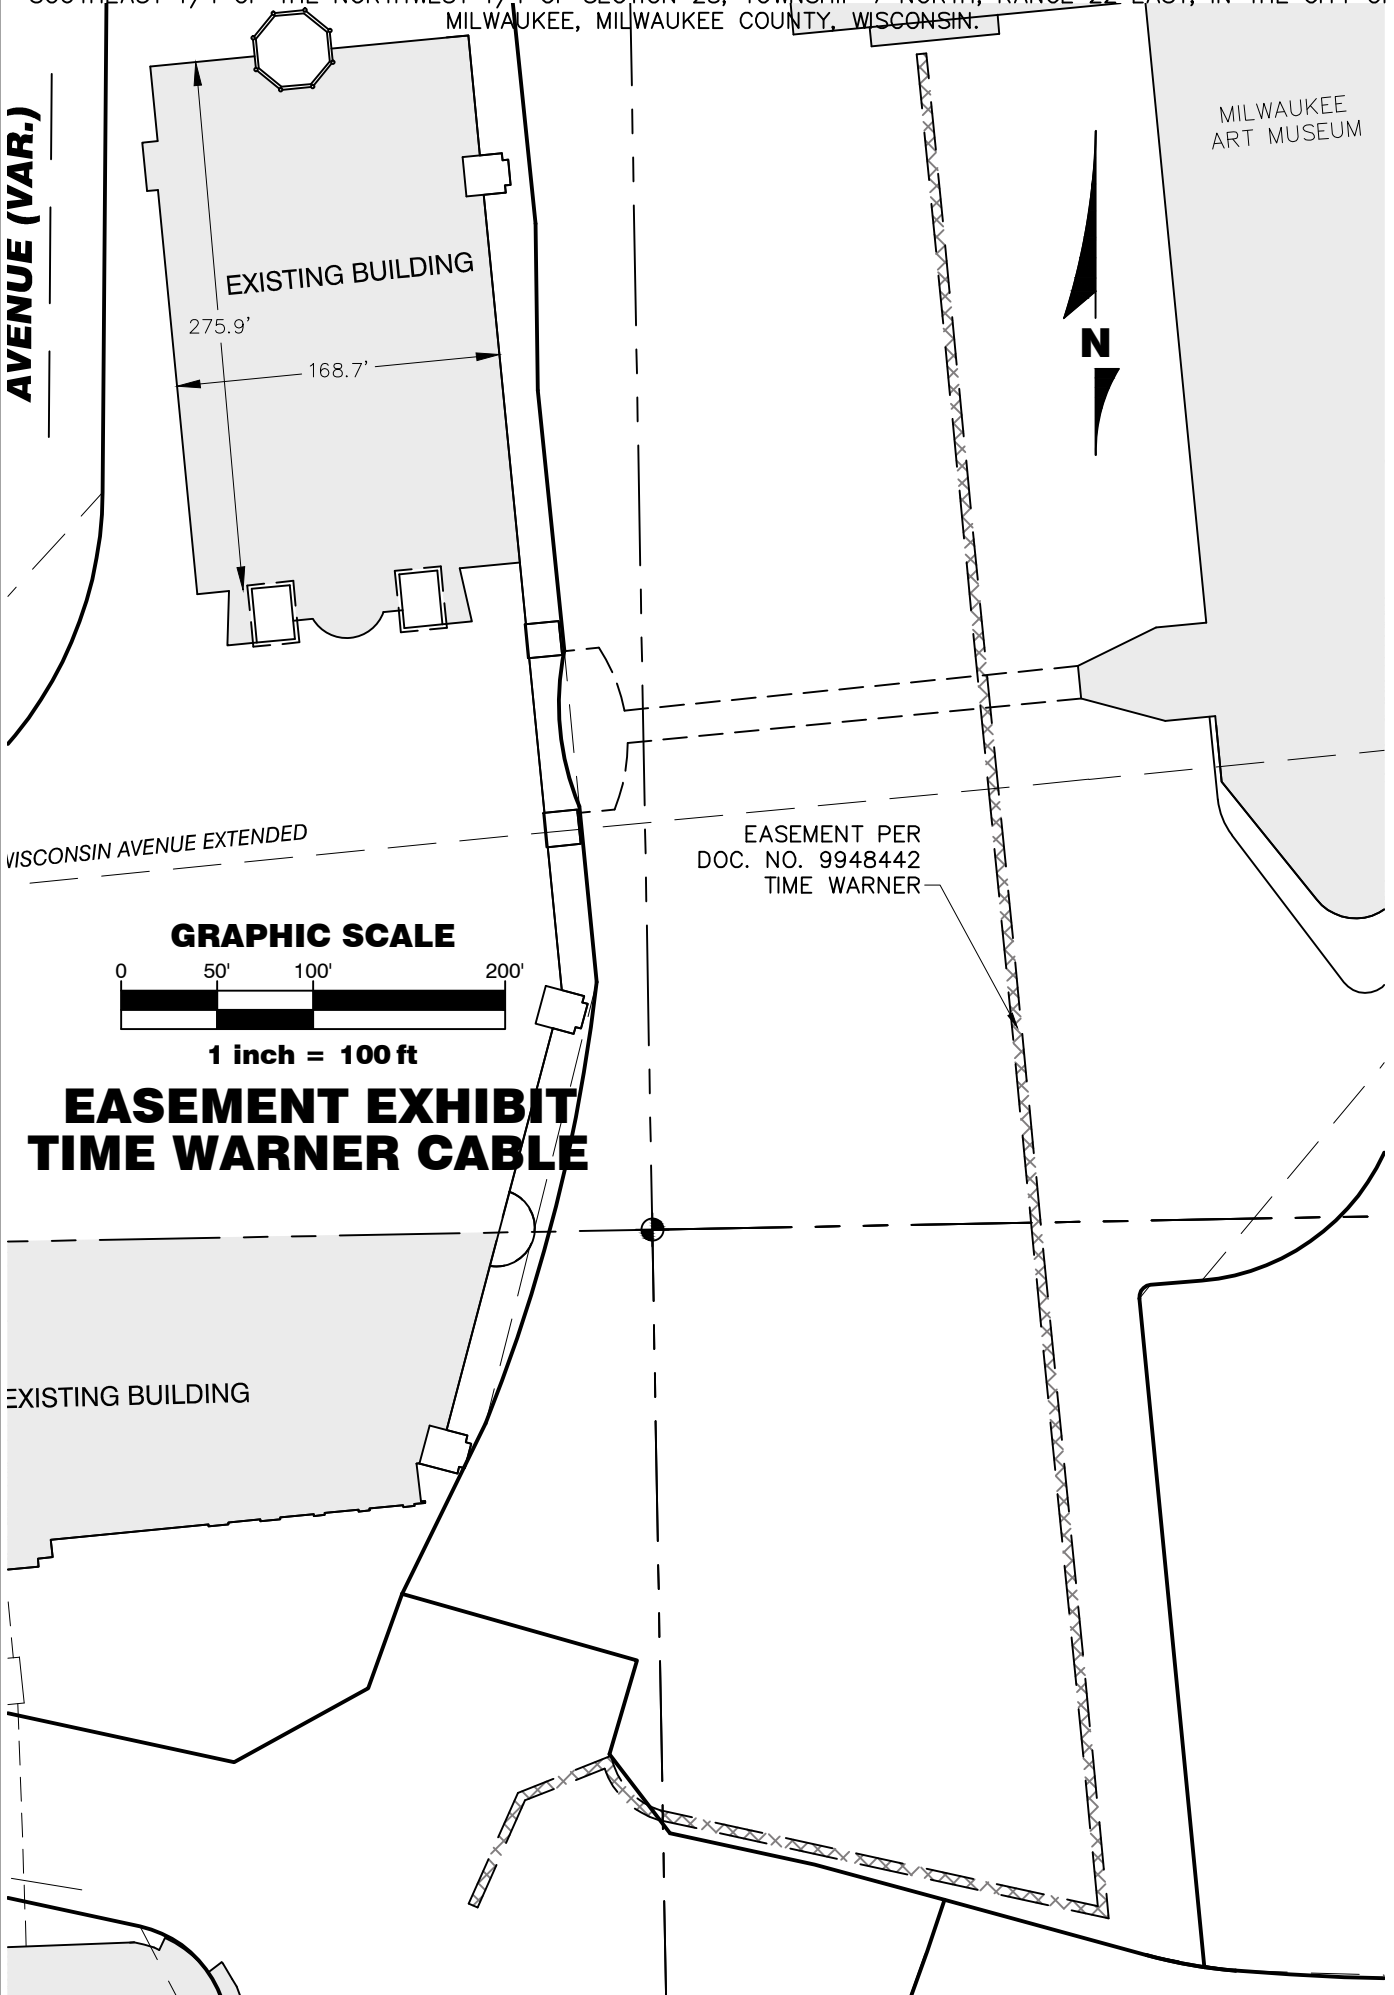 MILWAUKEE, MILWAUKEE COUNTY, WISCONSIN.
MILWAUKEE
ART MUSEUM
AVENUE (VAR.)
EXISTING BUILDING
275.9'
168.7'
N
WISCONSIN AVENUE EXTENDED
EASEMENT PER
DOC. NO. 9948442
TIME WARNER
GRAPHIC SCALE
0 50' 100' 200'
1 inch = 100 ft
EASEMENT EXHIBIT
TIME WARNER CABLE
EXISTING BUILDING